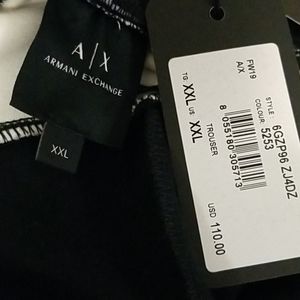 A|X
ARMANI EXCHANGE
XXL
FW19
A/X
STYLE 6GZP96 ZJ4DZ
COLOUR. 5253
TG XXL US XXL
TROUSER
8 055180 305713
USD 110.00